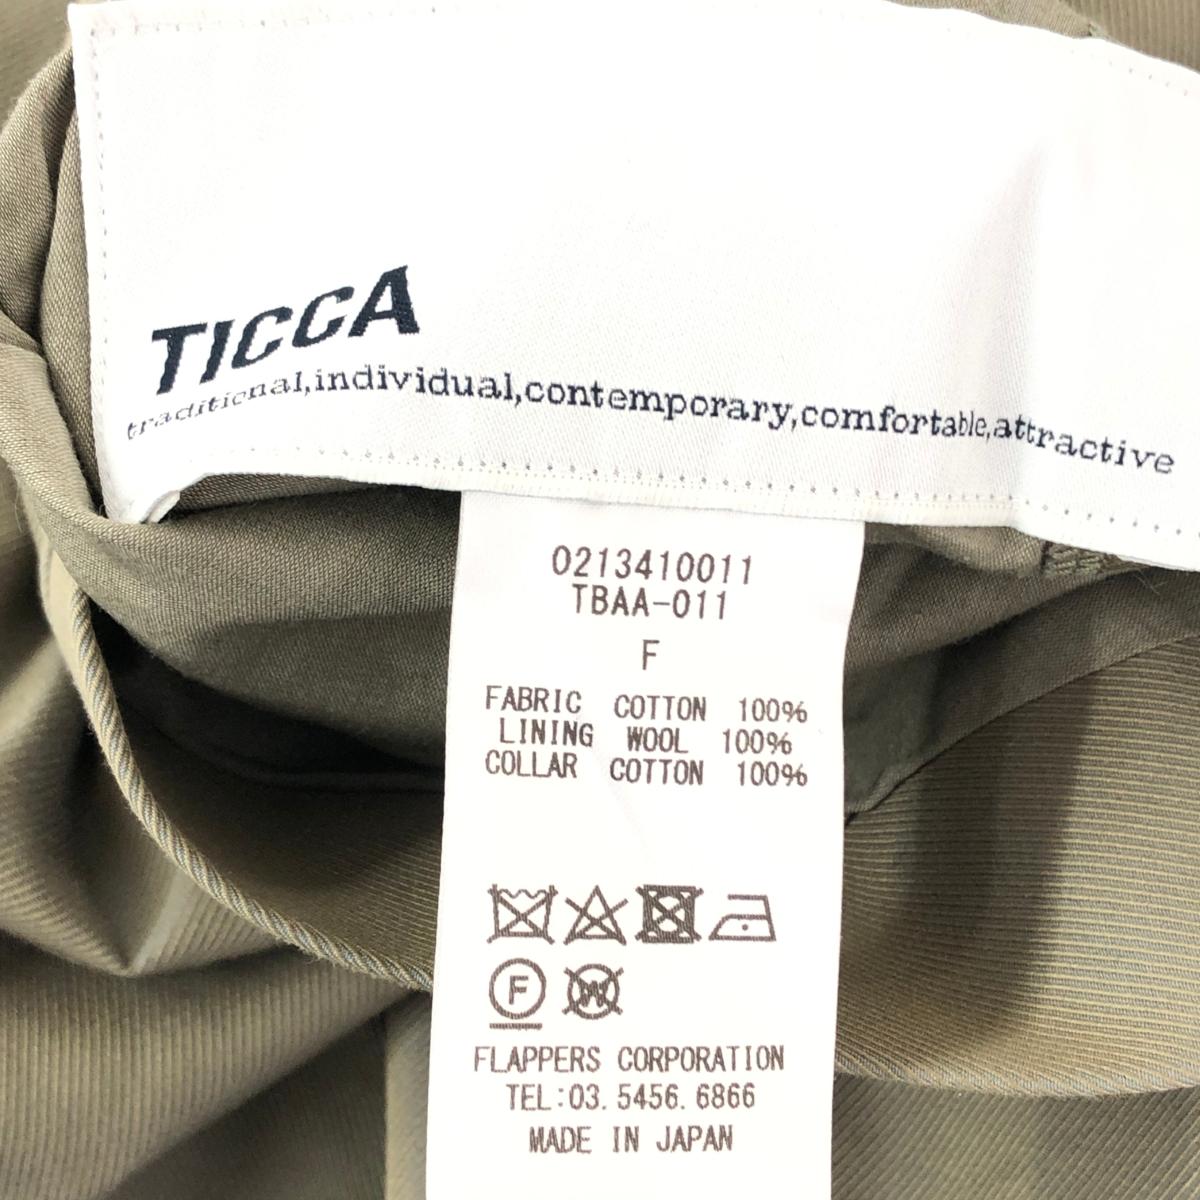 TICCA
traditional,individual,contemporary,comfortable,attractive
0213410011
TBAA-011
F
FABRIC COTTON 100%
LINING WOOL 100%
COLLAR COTTON 100%
F W
FLAPPERS CORPORATION
TEL:03. 5456. 6866
MADE IN JAPAN